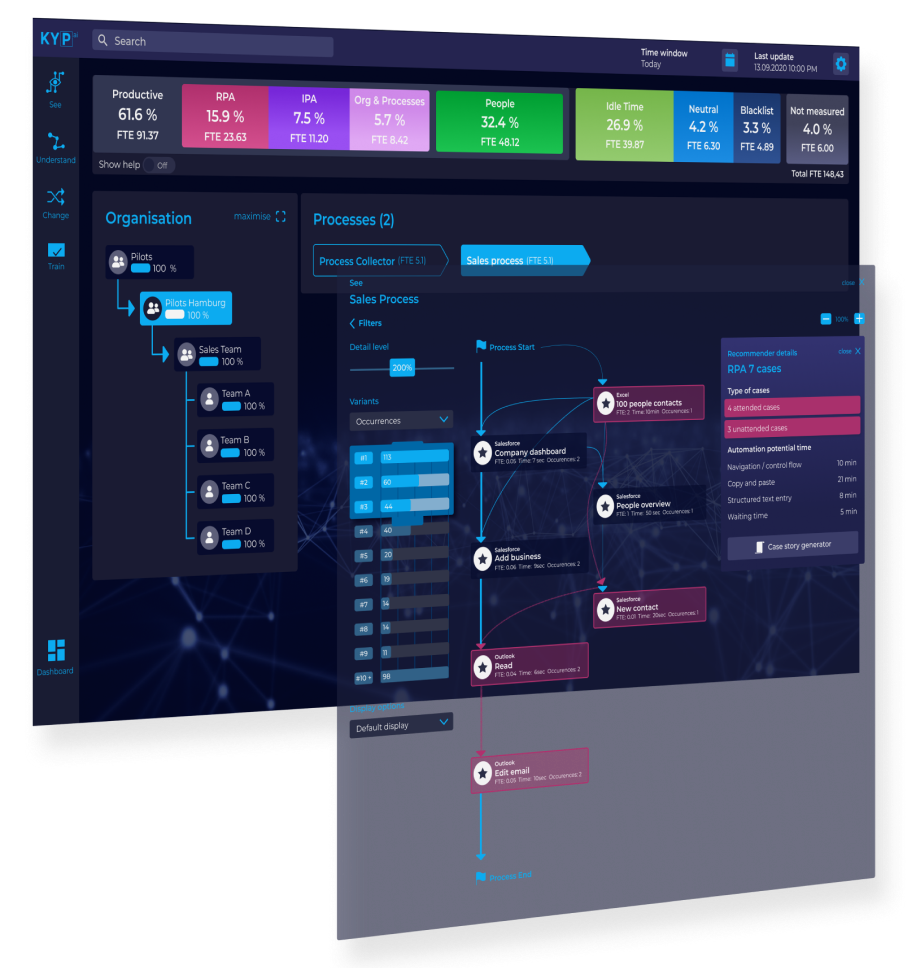 KYP
Search
Time window
Today
Last update
13.09.2020 10:00 PM
See
Understand
Change
Train
Dashboard
Productive
61.6 %
FTE 91.37
RPA
15.9 %
FTE 23.63
IPA
7.5 %
FTE 11.20
Org & Processes
5.7 %
FTE 8.42
People
32.4 %
FTE 48.12
Idle Time
26.9 %
FTE 39.87
Neutral
4.2 %
FTE 6.30
Blacklist
3.3 %
FTE 4.89
Not measured
4.0 %
FTE 6.00
Show help
Off
Total FTE 148,43
Organisation
maximise
Pilots
100 %
Pilots Hamburg
100 %
Sales Team
100 %
Team A
100 %
Team B
100 %
Team C
100 %
Team D
100 %
Processes (2)
Process Collector (FTE 5.1)
Sales process (FTE 5.1)
See
close X
Sales Process
Filters
100%
Detail level
200%
Variants
Occurrences
#1 113
#2 60
#3 44
#4 40
#5 20
#6 19
#7 14
#8 14
#9 11
#10 + 98
Display options
Default display
Process Start
Excel
100 people contacts
FTE: 2 Time: 10min Occurences: 1
Salesforce
Company dashboard
FTE: 0.05 Time: 7 sec Occurences: 2
Salesforce
People overview
FTE: 1 Time: 50 sec Occurences: 1
Salesforce
Add business
FTE: 0.06 Time: 9sec Occurences: 2
Salesforce
New contact
FTE: 0.01 Time: 20sec Occurences: 1
Outlook
Read
FTE: 0.04 Time: 6sec Occurences: 2
Outlook
Edit email
FTE: 0.05 Time: 10sec Occurences: 2
Process End
Recommender details
close X
RPA 7 cases
Type of cases
4 attended cases
3 unattended cases
Automation potential time
Navigation / control flow 10 min
Copy and paste 21 min
Structured text entry 8 min
Waiting time 5 min
Case story generator